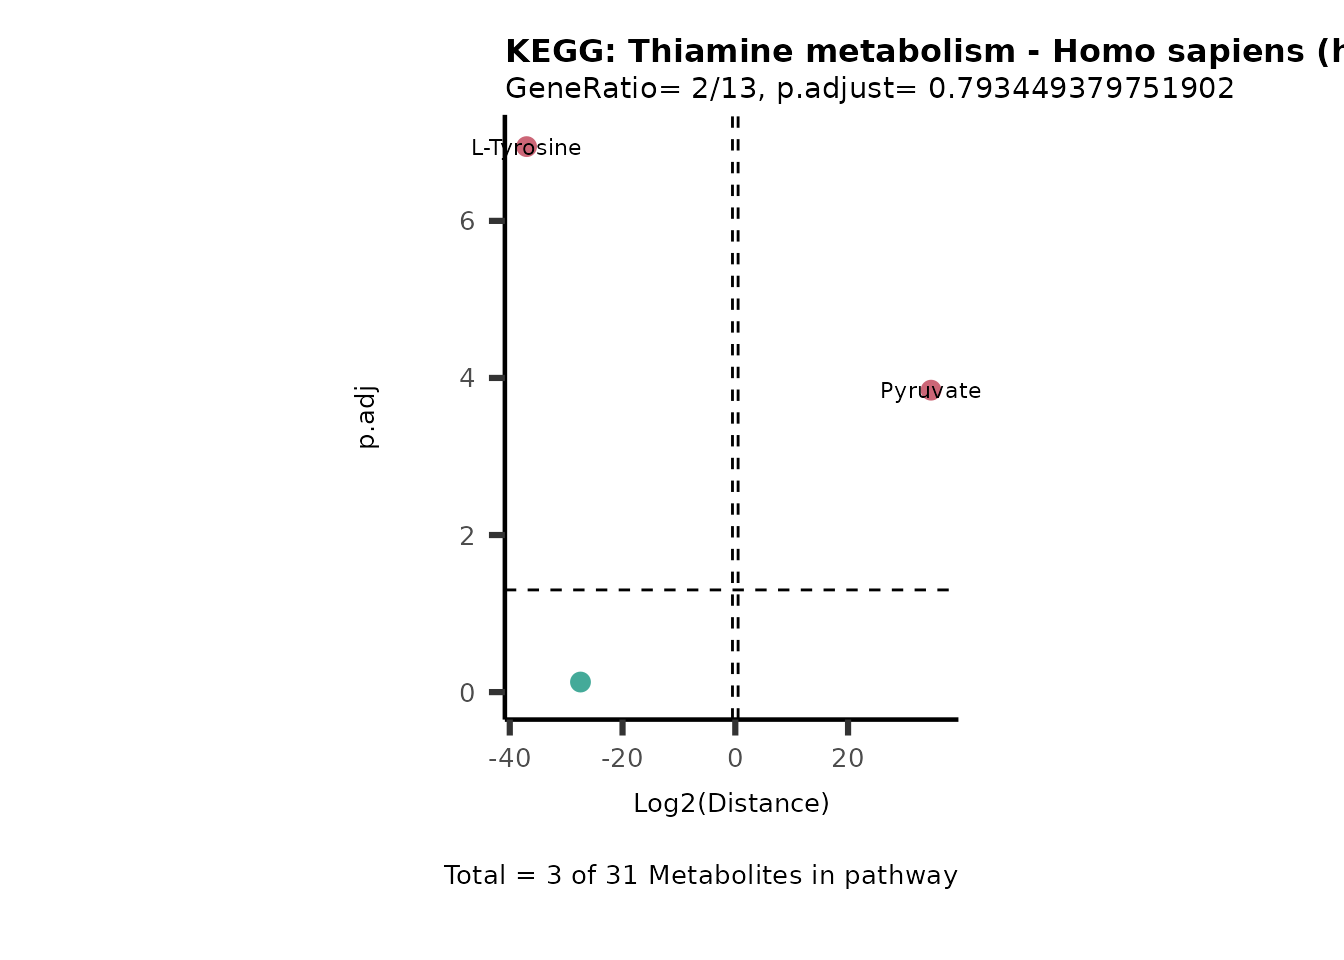 KEGG: Thiamine metabolism - Homo sapiens (h
GeneRatio= 2/13, p.adjust= 0.793449379751902
L-Tyrosine
6
4
Pyruvate
p.adj
2
0
-40 -20 0 20
Log2(Distance)
Total = 3 of 31 Metabolites in pathway